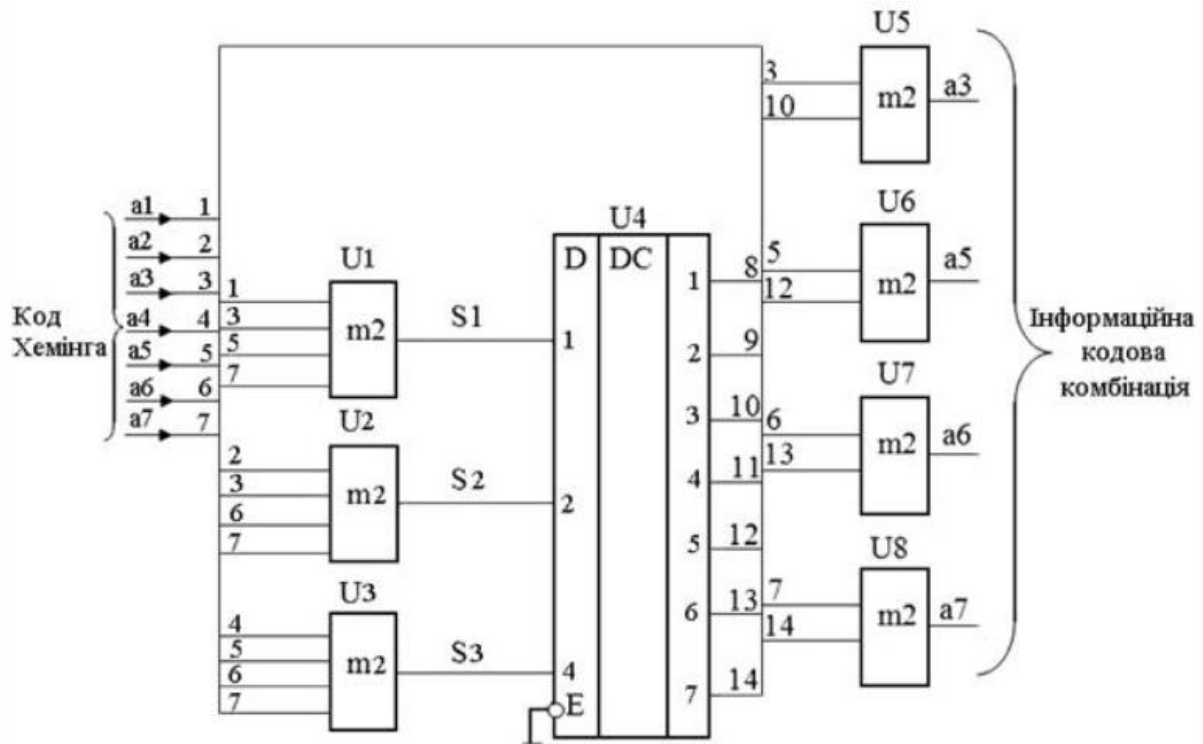 U5
3
10
m2
a3
U6
5
12
m2
a5
U7
6
13
m2
a6
U8
7
14
m2
a7
Інформаційна
кодова
комбінація
Код
Хемінга
a1 1
a2 2
a3 3
a4 4
a5 5
a6 6
a7 7
U1
1
3
5
7
m2
S1
U2
2
3
6
7
m2
S2
U3
4
5
6
7
m2
S3
U4
D DC
1
2
4
E
1 8
2 9
3 10
4 11
5 12
6 13
7 14